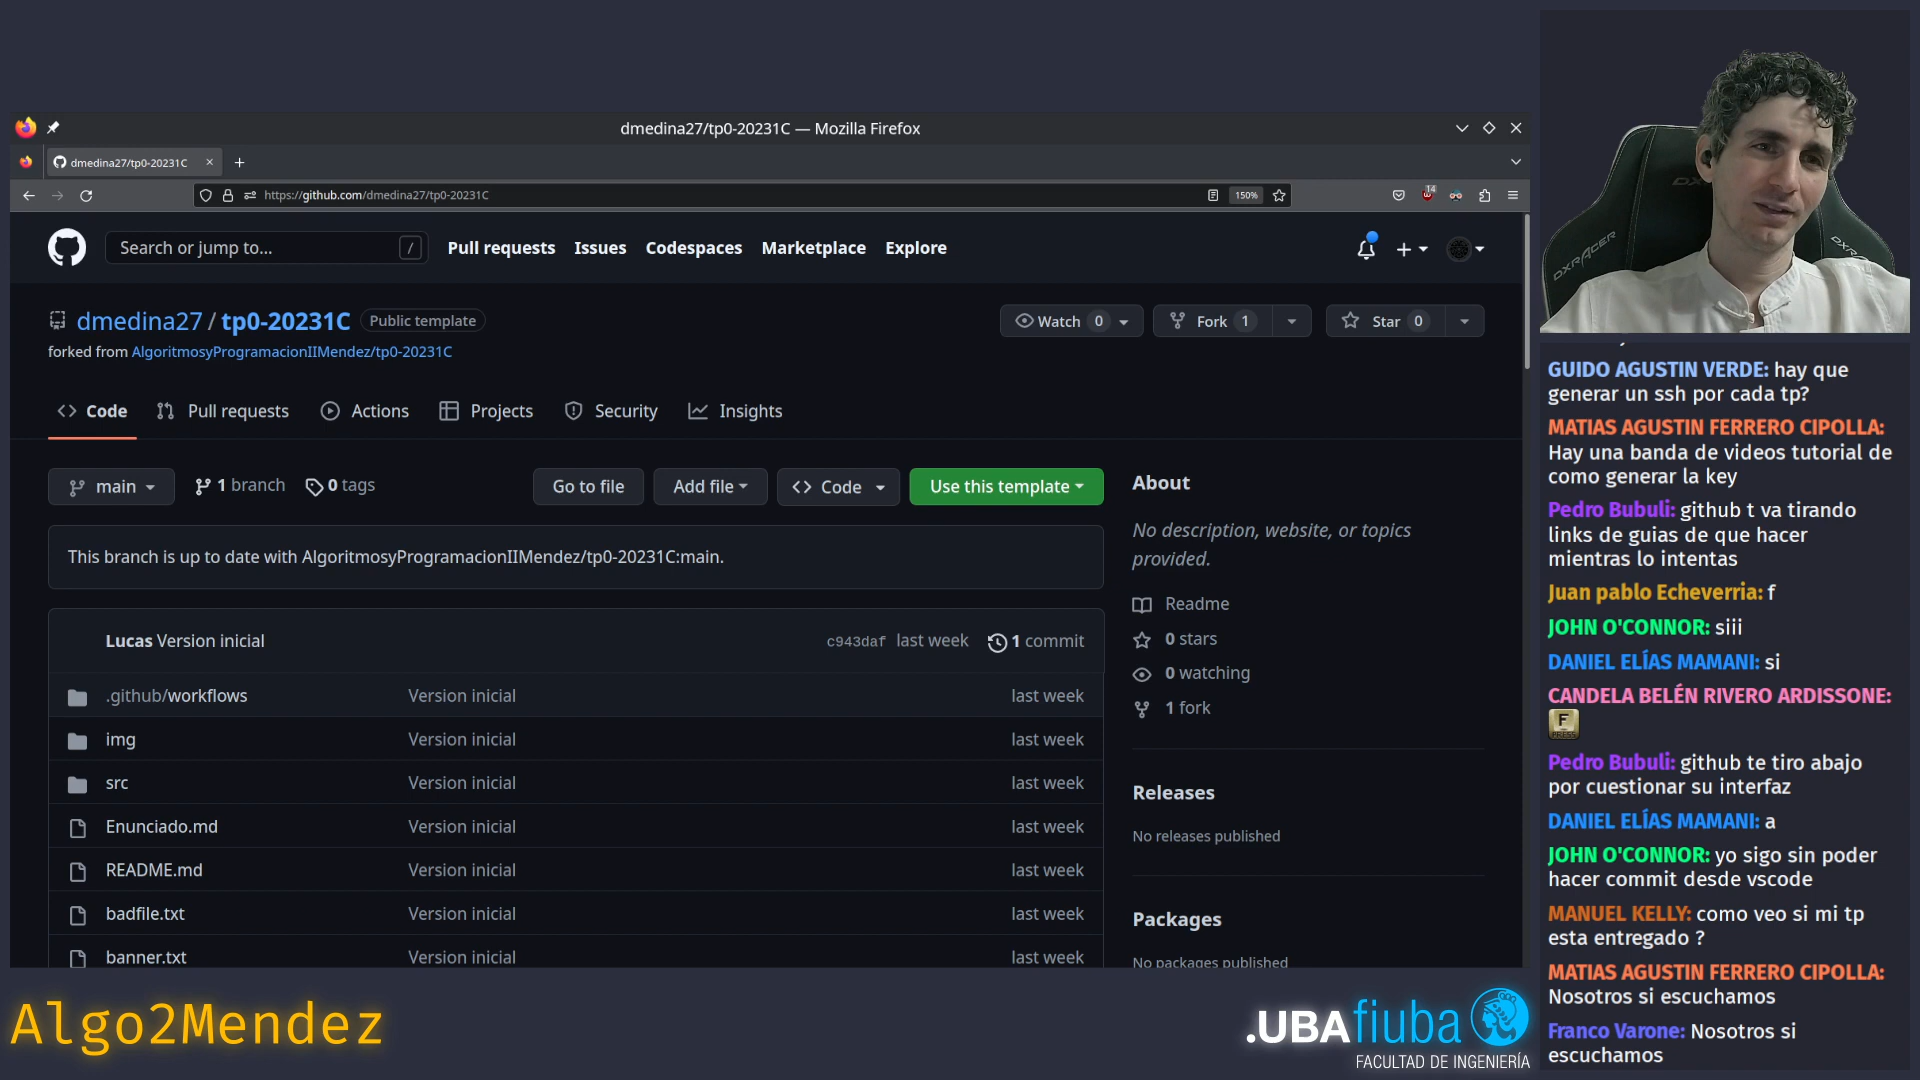 dmedina27/tp0-20231C — Mozilla Firefox
dmedina27/tp0-20231C
https://github.com/dmedina27/tp0-20231C
150%
14
Search or jump to...
/
Pull requests
Issues
Codespaces
Marketplace
Explore
dmedina27 / tp0-20231C
Public template
Watch 0
Fork 1
Star 0
forked from AlgoritmosyProgramacionIIMendez/tp0-20231C
Code
Pull requests
Actions
Projects
Security
Insights
main
1 branch
0 tags
Go to file
Add file
Code
Use this template
This branch is up to date with AlgoritmosyProgramacionIIMendez/tp0-20231C:main.
Lucas Version inicial
c943daf last week
1 commit
.github/workflows Version inicial last week
img Version inicial last week
src Version inicial last week
Enunciado.md Version inicial last week
README.md Version inicial last week
badfile.txt Version inicial last week
banner.txt Version inicial last week
About
No description, website, or topics
provided.
Readme
0 stars
0 watching
1 fork
Releases
No releases published
Packages
No packages published
DXRACER
GUIDO AGUSTIN VERDE: hay que
generar un ssh por cada tp?
MATIAS AGUSTIN FERRERO CIPOLLA:
Hay una banda de videos tutorial de
como generar la key
Pedro Bubuli: github t va tirando
links de guias de que hacer
mientras lo intentas
Juan pablo Echeverria: f
JOHN O'CONNOR: siii
DANIEL ELÍAS MAMANI: si
CANDELA BELÉN RIVERO ARDISSONE:
F
Pedro Bubuli: github te tiro abajo
por cuestionar su interfaz
DANIEL ELÍAS MAMANI: a
JOHN O'CONNOR: yo sigo sin poder
hacer commit desde vscode
MANUEL KELLY: como veo si mi tp
esta entregado ?
MATIAS AGUSTIN FERRERO CIPOLLA:
Nosotros si escuchamos
Franco Varone: Nosotros si
escuchamos
Algo2Mendez
.UBAfiuba
FACULTAD DE INGENIERÍA